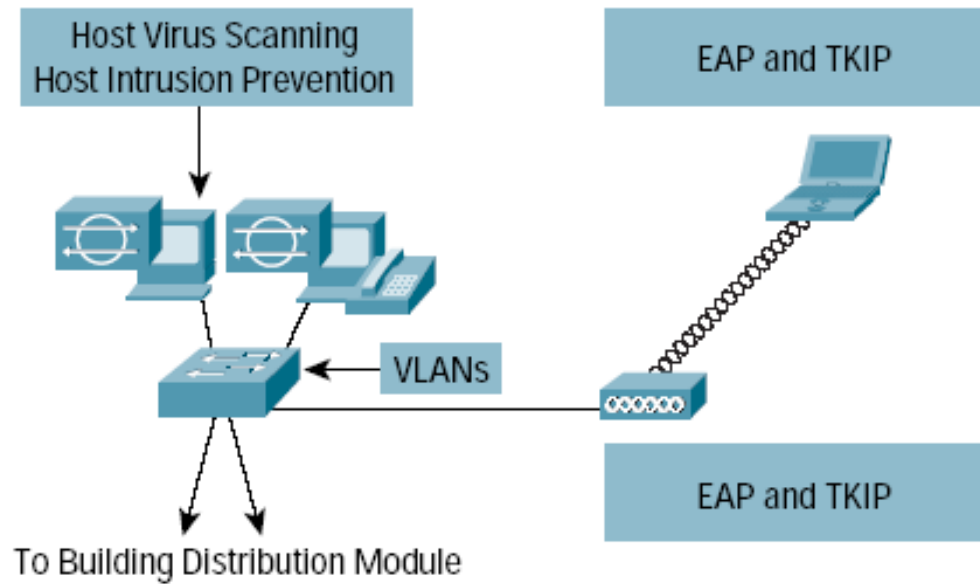 Host Virus Scanning
Host Intrusion Prevention
EAP and TKIP
VLANs
EAP and TKIP
To Building Distribution Module